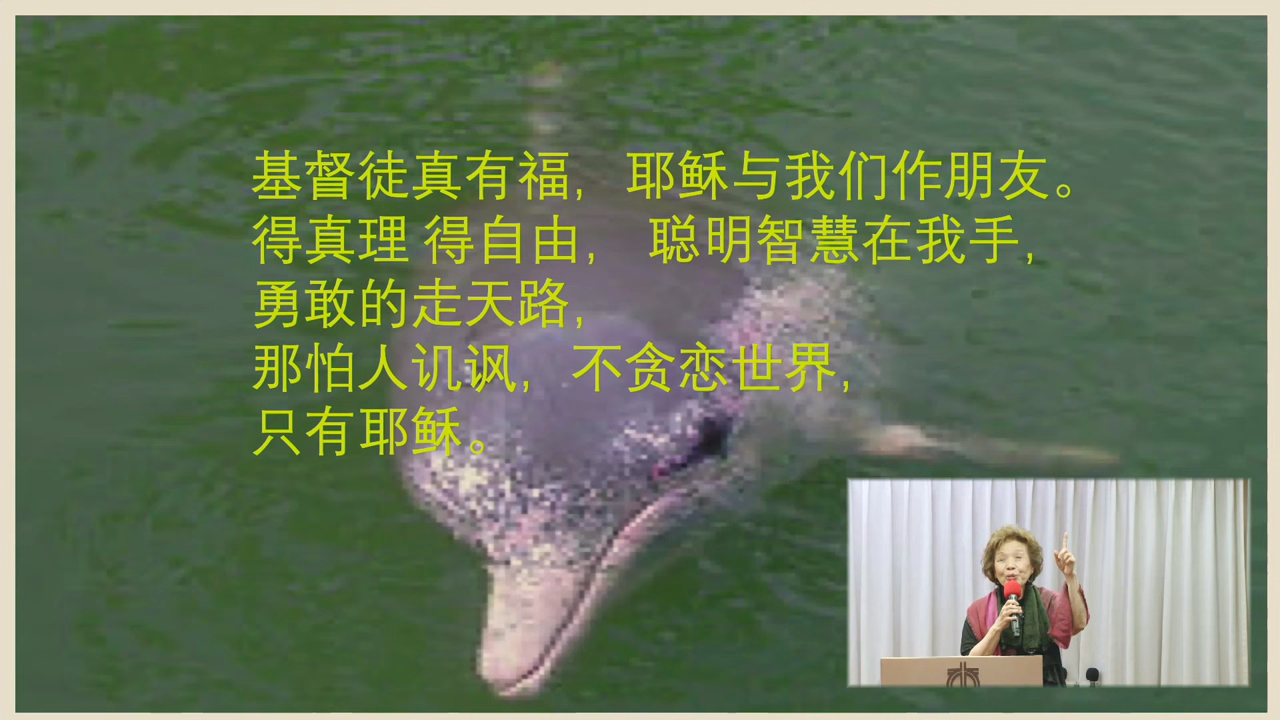 基督徒真有福， 耶稣与我们作朋友。
得真理 得自由， 聪明智慧在我手，
勇敢的走天路，
那怕人讥讽， 不贪恋世界，
只有耶稣。